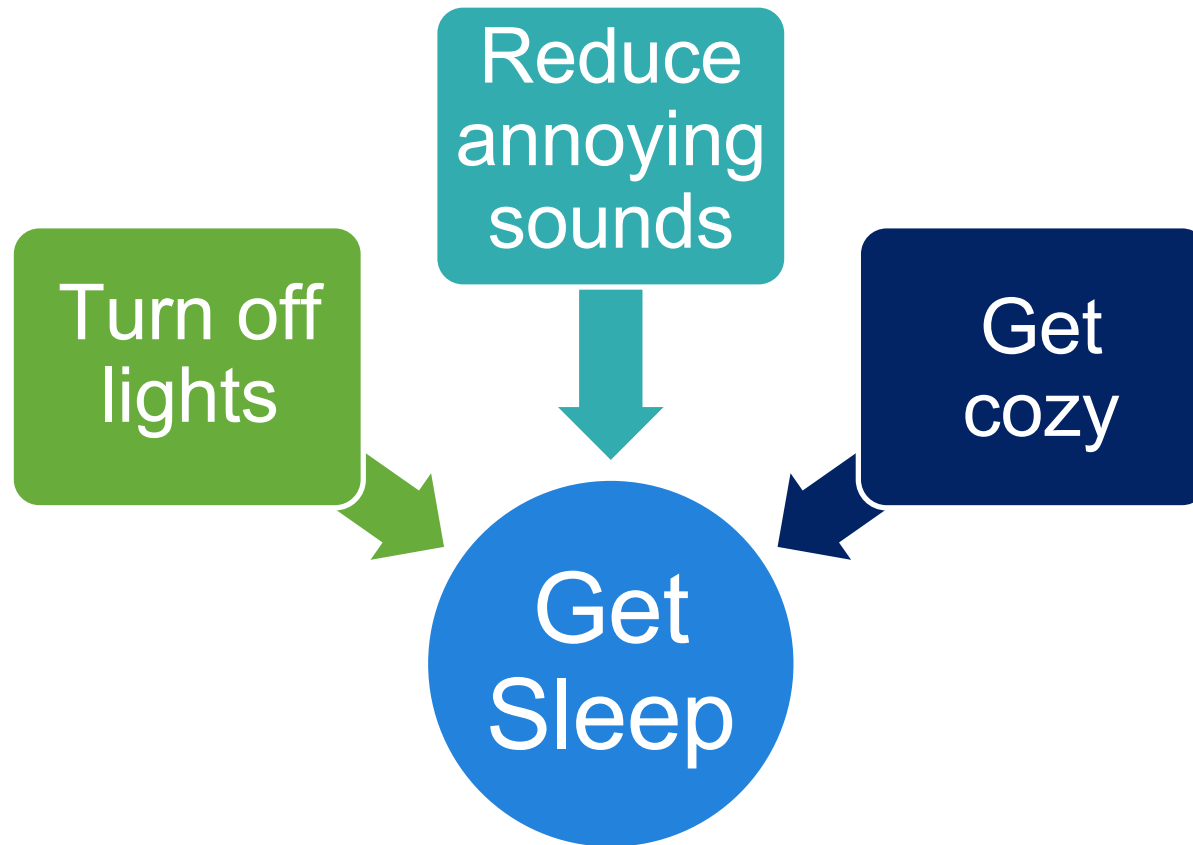 Reduce
annoying
sounds
Turn off
lights
Get
cozy
Get
Sleep